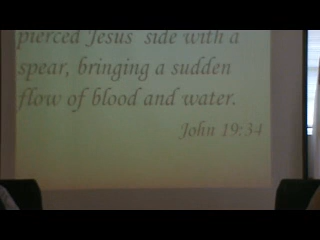 pierced Jesus' side with a
spear, bringing a sudden
flow of blood and water.
John 19:34